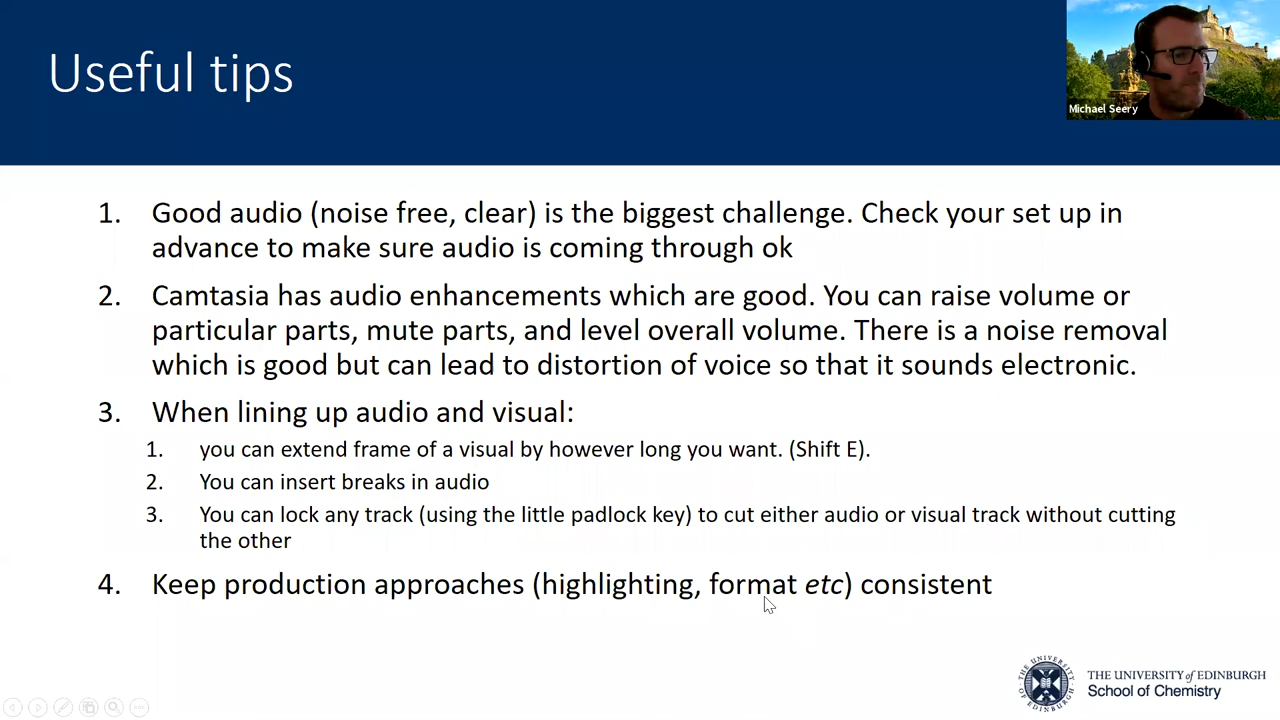 Useful tips
Michael Seery
1. Good audio (noise free, clear) is the biggest challenge. Check your set up in
advance to make sure audio is coming through ok
2. Camtasia has audio enhancements which are good. You can raise volume or
particular parts, mute parts, and level overall volume. There is a noise removal
which is good but can lead to distortion of voice so that it sounds electronic.
3. When lining up audio and visual:
1. you can extend frame of a visual by however long you want. (Shift E).
2. You can insert breaks in audio
3. You can lock any track (using the little padlock key) to cut either audio or visual track without cutting
the other
4. Keep production approaches (highlighting, format etc) consistent
THE UNIVERSITY of EDINBURGH
School of Chemistry
THE UNIVERSITY OF EDINBURGH